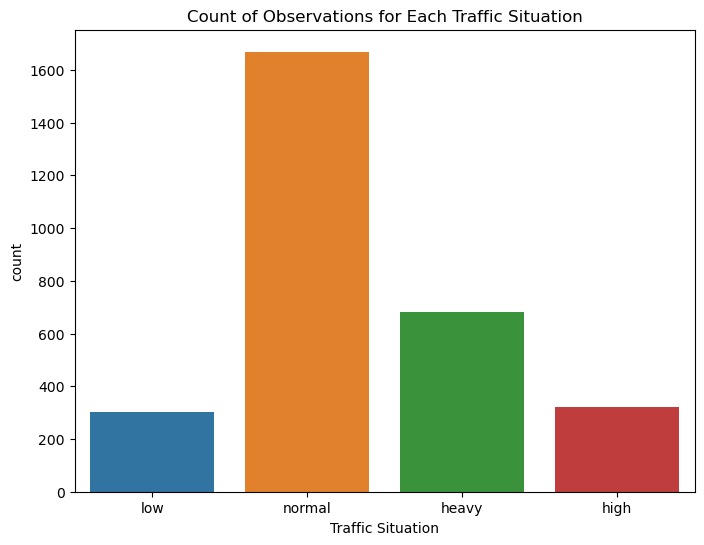 Count of Observations for Each Traffic Situation
1600
1400
1200
1000
800
600
400
200
0
count
low normal heavy high
Traffic Situation